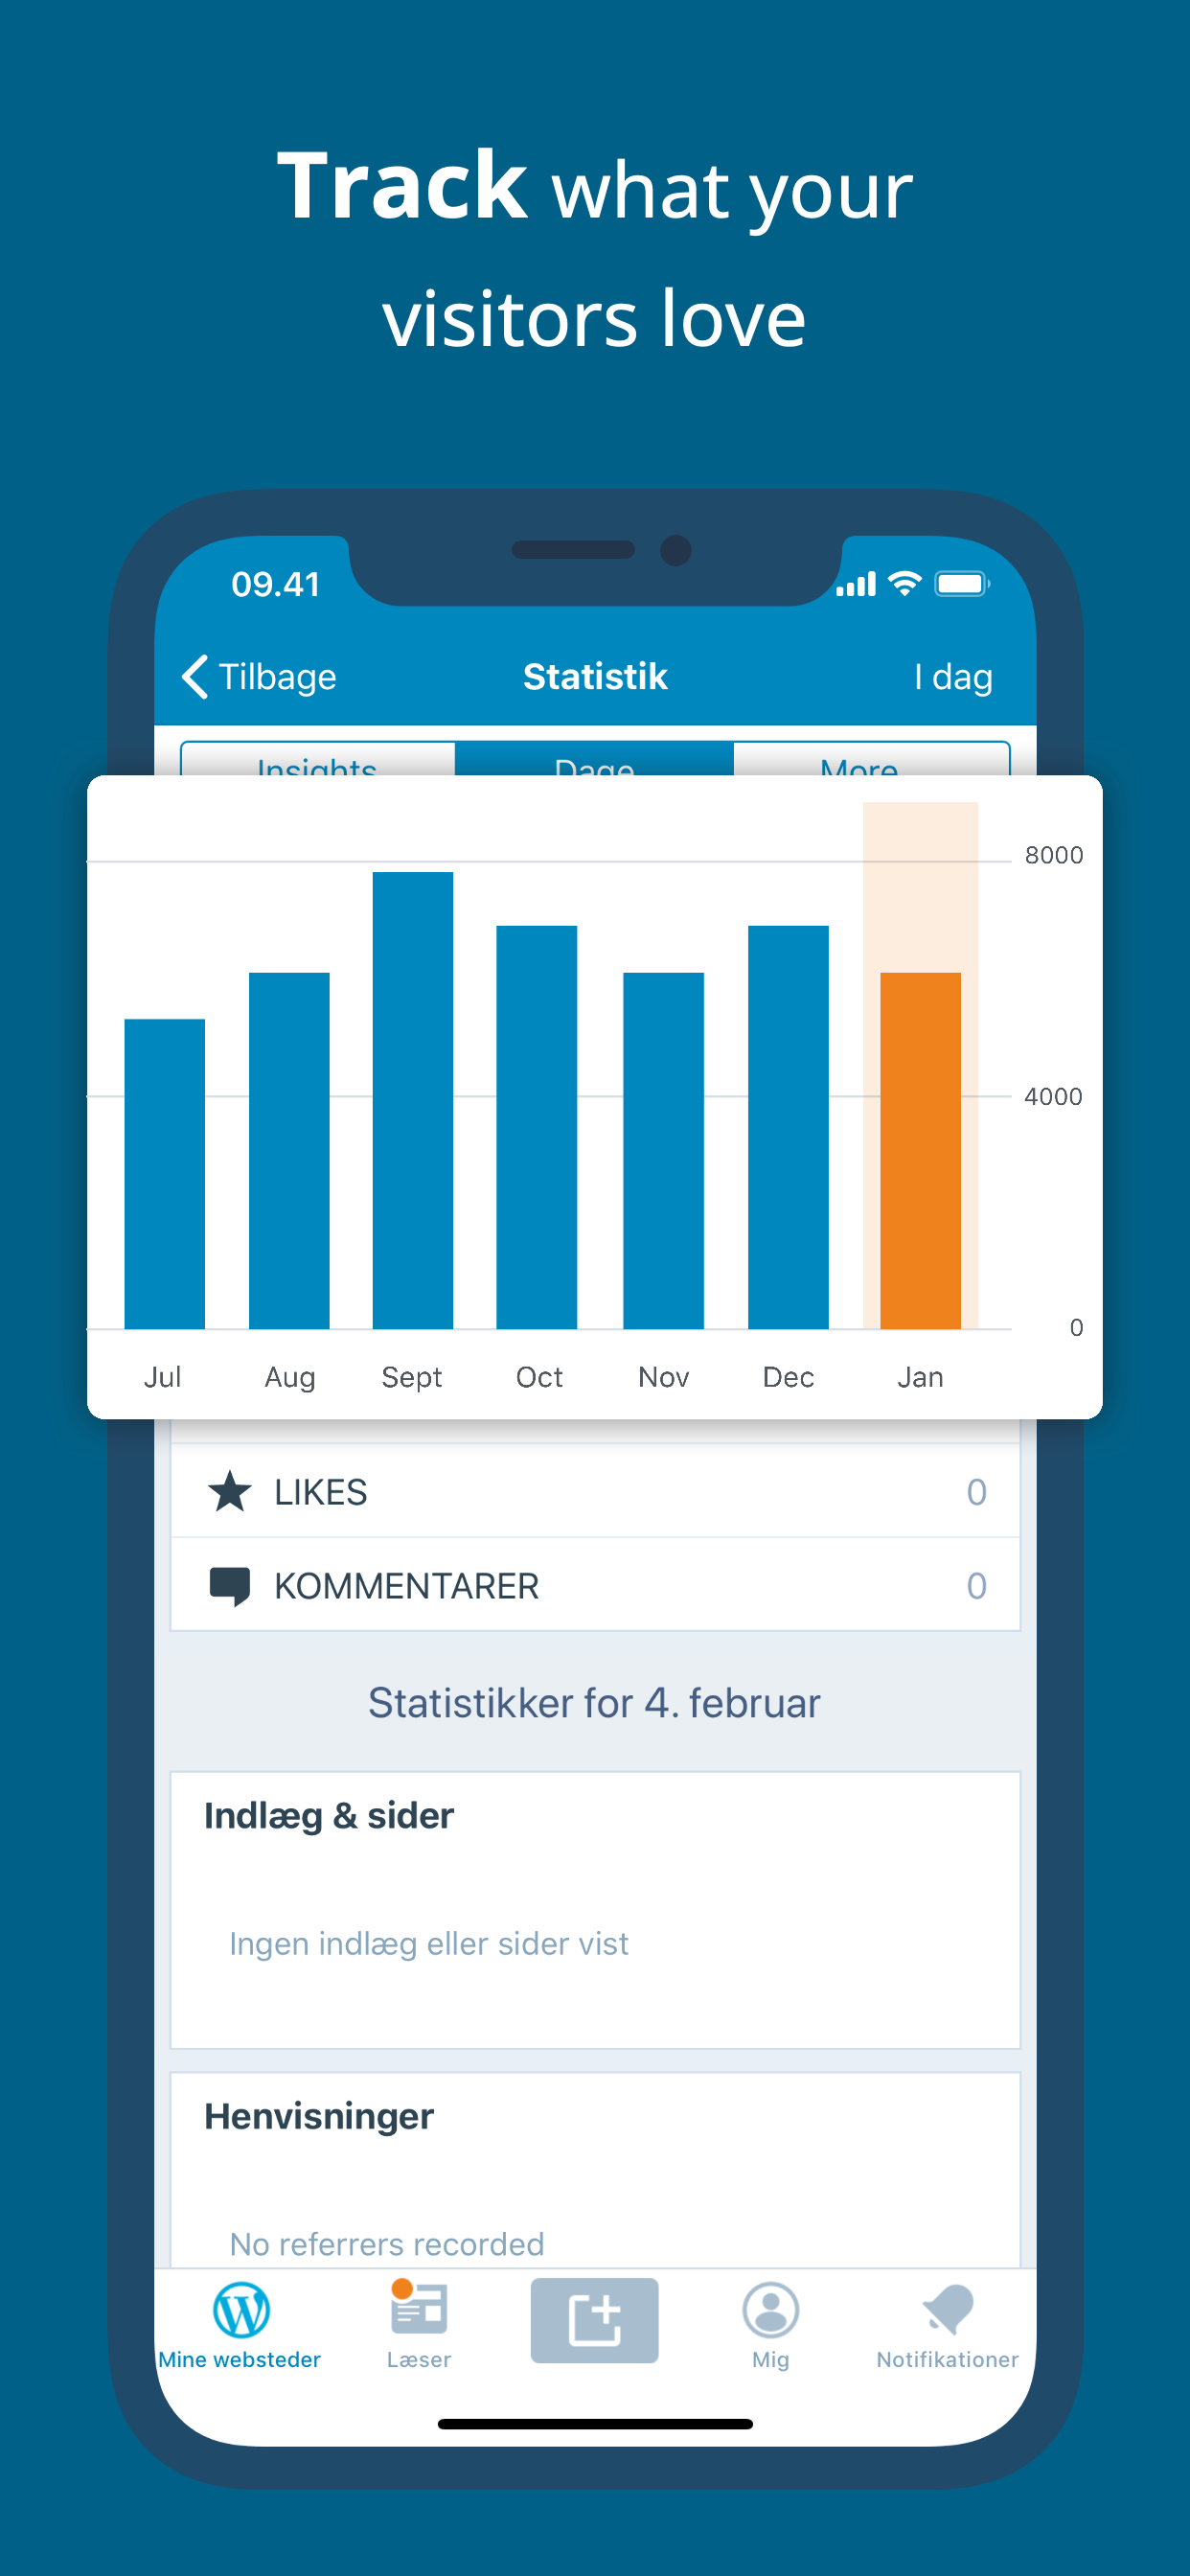 Track what your
visitors love
09.41
Tilbage Statistik I dag
Insights Dage More
8000
4000
0
Jul Aug Sept Oct Nov Dec Jan
LIKES 0
KOMMENTARER 0
Statistikker for 4. februar
Indlæg & sider
Ingen indlæg eller sider vist
Henvisninger
No referrers recorded
Mine websteder Læser Mig Notifikationer